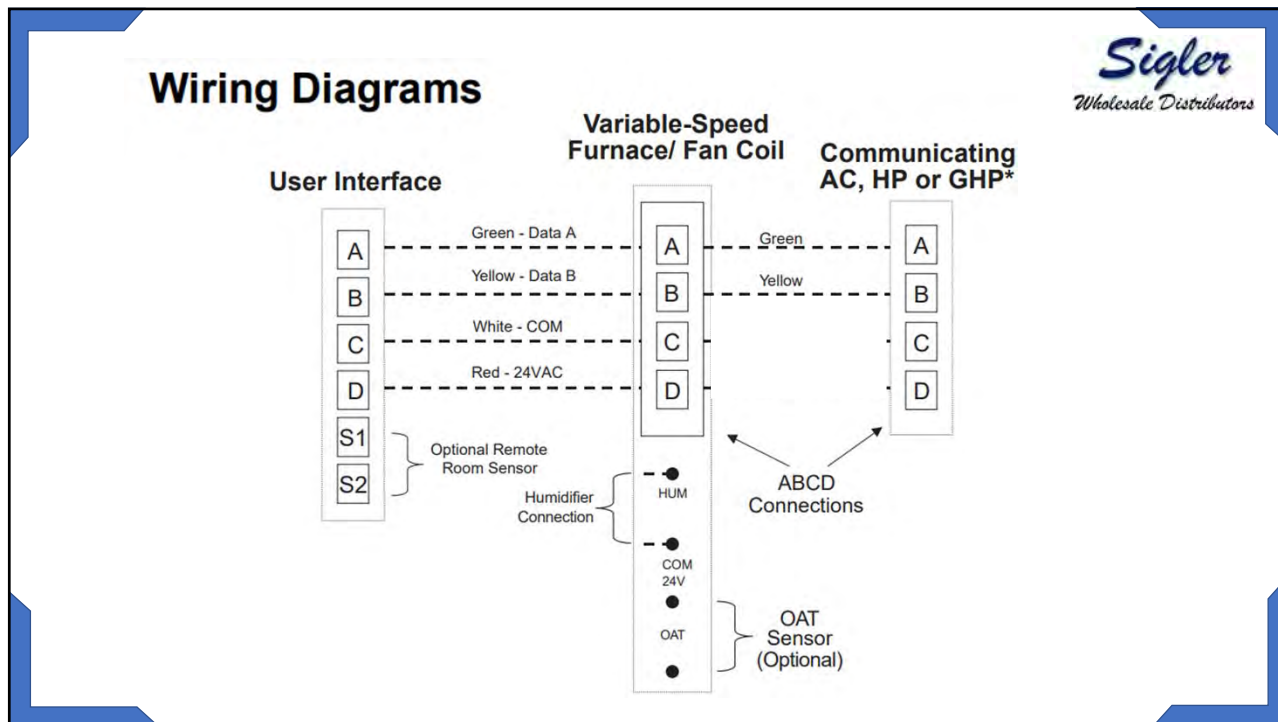 Sigler
Wholesale Distributors
Wiring Diagrams
Variable-Speed
Furnace/ Fan Coil
Communicating
AC, HP or GHP*
User Interface
A
Green - Data A
A
Green
A
B
Yellow - Data B
B
Yellow
B
C
White - COM
C
C
D
Red - 24VAC
D
D
S1
S2
Optional Remote
Room Sensor
Humidifier
Connection
HUM
COM
24V
ABCD
Connections
OAT
OAT
Sensor
(Optional)